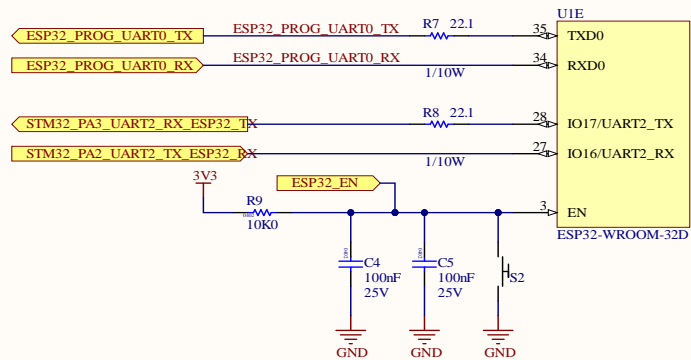 U1E
ESP32_PROG_UART0_TX
ESP32_PROG_UART0_TX
R7 22.1
35
TXD0
ESP32_PROG_UART0_RX
ESP32_PROG_UART0_RX
1/10W
34
RXD0
STM32_PA3_UART2_RX_ESP32_TX
R8 22.1
28
IO17/UART2_TX
STM32_PA2_UART2_TX_ESP32_RX
1/10W
27
IO16/UART2_RX
3V3
ESP32_EN
R9
10K0
3
EN
ESP32-WROOM-32D
C4
100nF
25V
C5
100nF
25V
S2
GND
GND
GND